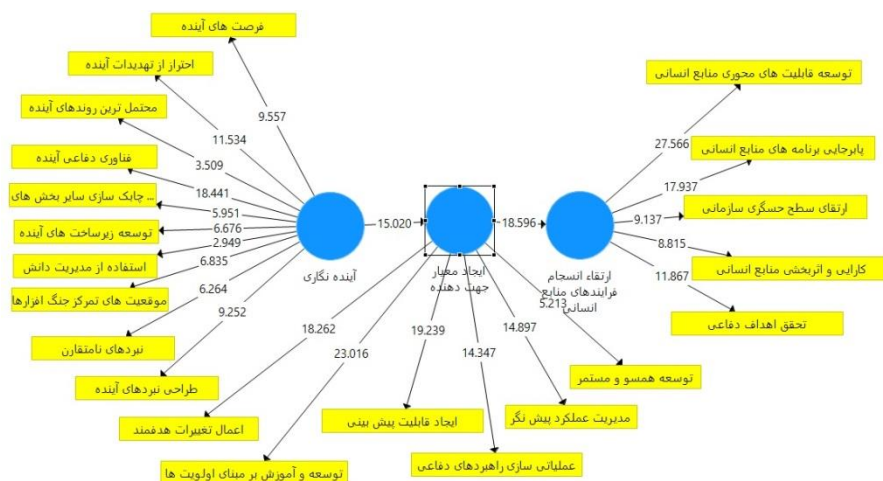 فرصت های آینده
احتراز از تهدیدات آینده
محتمل ترین روندهای آینده
فناوری دفاعی آینده
چابک سازی سایر بخش های ...
توسعه زیرساخت های آینده
استفاده از مدیریت دانش
موقعیت های تمرکز جنگ افزارها
نبردهای نامتقارن
طراحی نبردهای آینده
9.557
11.534
3.509
18.441
5.951
6.676
2.949
6.835
6.264
9.252
آینده نگاری
15.020
ایجاد معیار
جهت دهنده
18.596
ارتقاء انسجام
فرایندهای منابع
انسانی
18.262
23.016
19.239
14.347
14.897
5.213
اعمال تغییرات هدفمند
توسعه و آموزش بر مبنای اولویت ها
ایجاد قابلیت پیش بینی
عملیاتی سازی راهبردهای دفاعی
مدیریت عملکرد پیش نگر
توسعه همسو و مستمر
27.566
17.937
9.137
8.815
11.867
توسعه قابلیت های محوری منابع انسانی
پابرجایی برنامه های منابع انسانی
ارتقای سطح حسگری سازمانی
کارایی و اثربخشی منابع انسانی
تحقق اهداف دفاعی